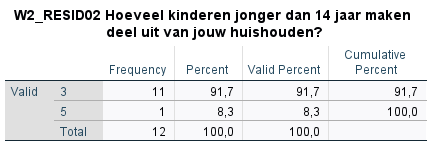 W2_RESID02 Hoeveel kinderen jonger dan 14 jaar maken
deel uit van jouw huishouden?
Frequency Percent Valid Percent Cumulative Percent
Valid 3 11 91,7 91,7 91,7
5 1 8,3 8,3 100,0
Total 12 100,0 100,0